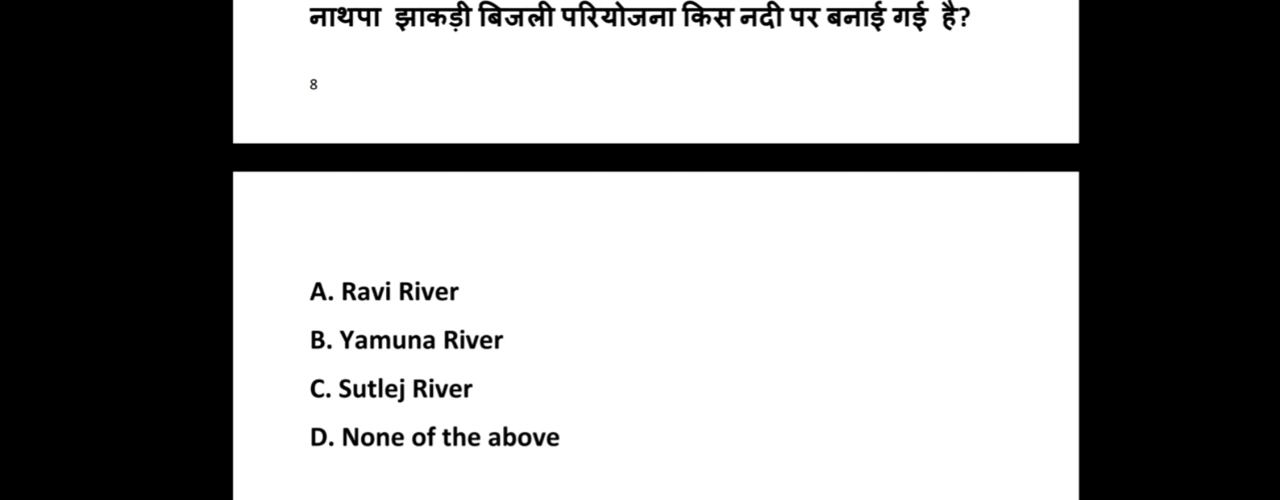 नाथपा झाकड़ी बिजली परियोजना किस नदी पर बनाई गई है?
8
A. Ravi River
B. Yamuna River
C. Sutlej River
D. None of the above